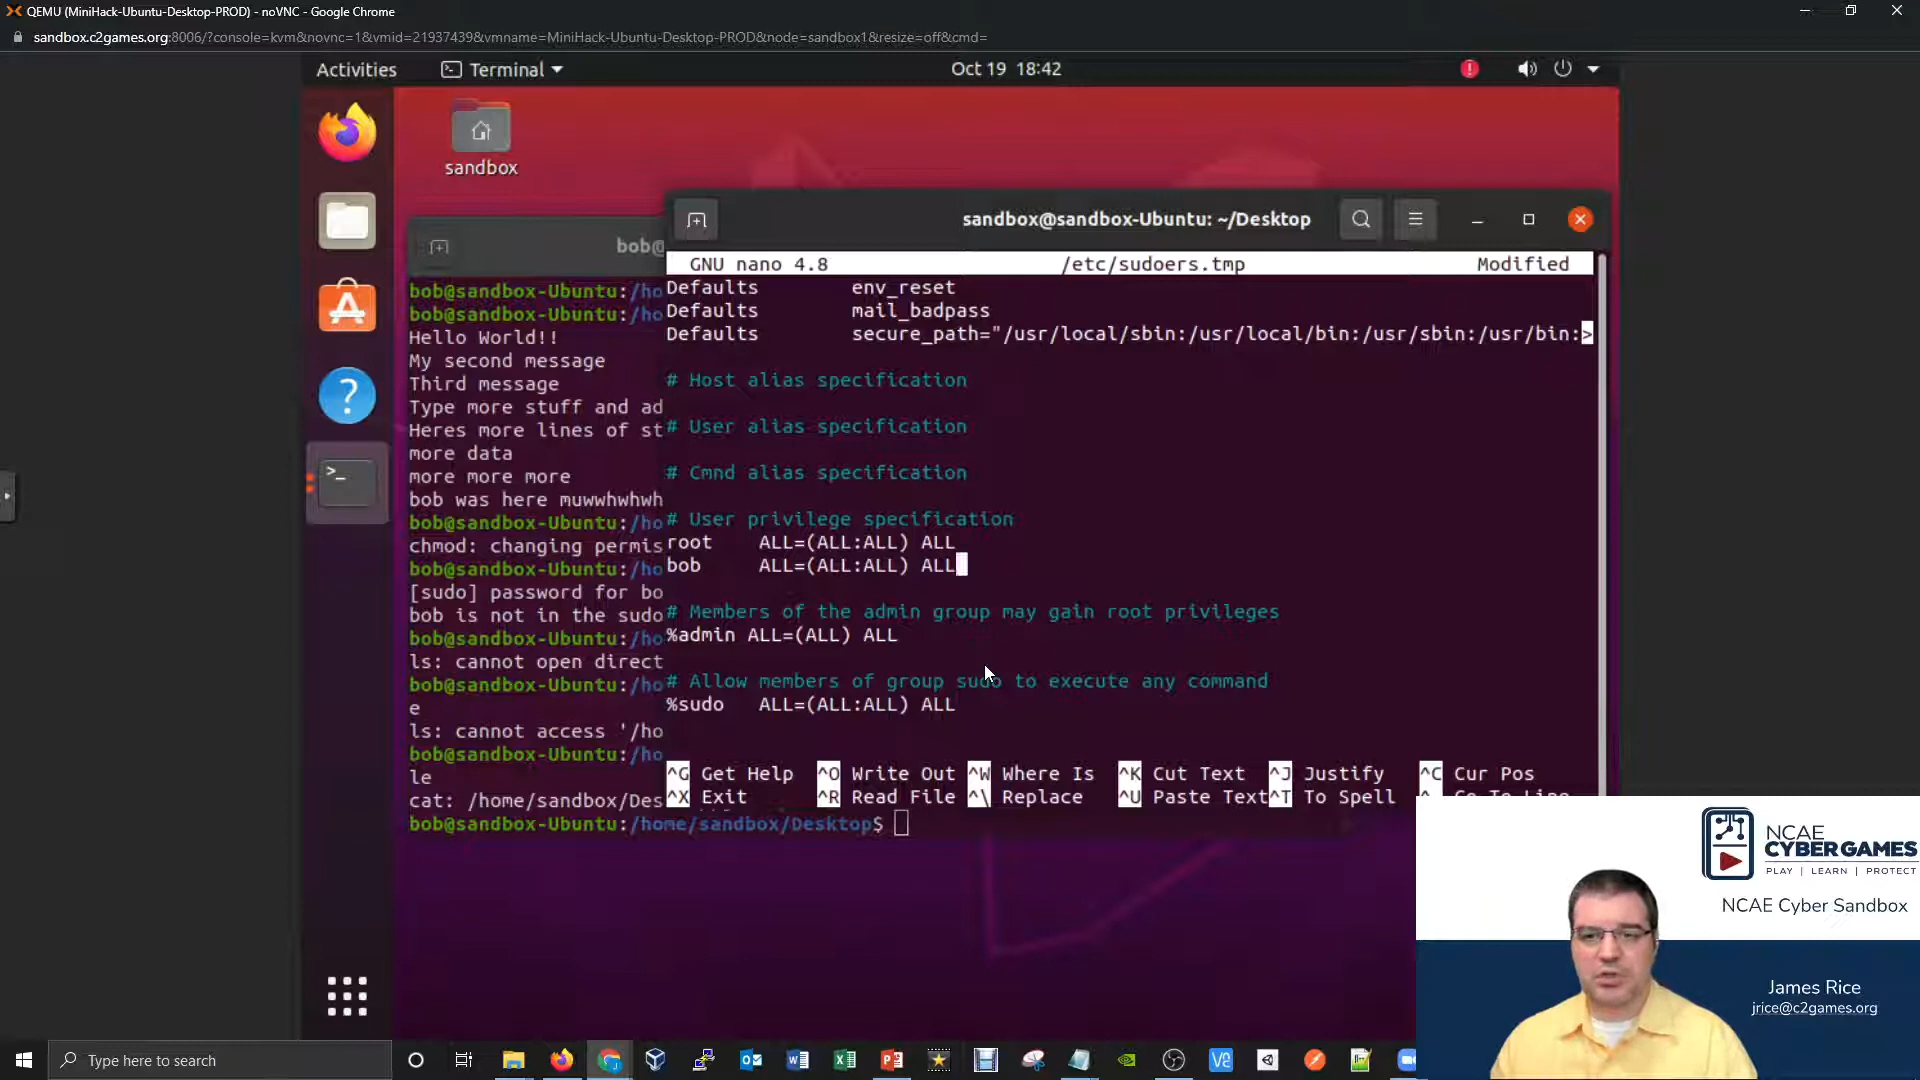 QEMU (MiniHack-Ubuntu-Desktop-PROD) - noVNC - Google Chrome
sandbox.c2games.org:8006/?console=kvm&novnc=1&vmid=21937439&vmname=MiniHack-Ubuntu-Desktop-PROD&node=sandbox1&resize=off&cmd=
Activities
Terminal
Oct 19 18:42
sandbox
bob@
bob@sandbox-Ubuntu:/ho
bob@sandbox-Ubuntu:/ho
Hello World!!
My second message
Third message
Type more stuff and ad
Heres more lines of st
more data
more more more
bob was here muwwhwhwh
bob@sandbox-Ubuntu:/ho
chmod: changing permis
bob@sandbox-Ubuntu:/ho
[sudo] password for bo
bob is not in the sudo
bob@sandbox-Ubuntu:/ho
ls: cannot open direct
bob@sandbox-Ubuntu:/ho
e
ls: cannot access '/ho
bob@sandbox-Ubuntu:/ho
le
cat: /home/sandbox/Des
bob@sandbox-Ubuntu:/home/sandbox/Desktop$
sandbox@sandbox-Ubuntu: ~/Desktop
GNU nano 4.8 /etc/sudoers.tmp Modified
Defaults env_reset
Defaults mail_badpass
Defaults secure_path="/usr/local/sbin:/usr/local/bin:/usr/sbin:/usr/bin:>
# Host alias specification
# User alias specification
# Cmnd alias specification
# User privilege specification
root ALL=(ALL:ALL) ALL
bob ALL=(ALL:ALL) ALL
# Members of the admin group may gain root privileges
%admin ALL=(ALL) ALL
# Allow members of group sudo to execute any command
%sudo ALL=(ALL:ALL) ALL
^G Get Help ^O Write Out ^W Where Is ^K Cut Text ^J Justify ^C Cur Pos
^X Exit ^R Read File ^\ Replace ^U Paste Text ^T To Spell
NCAE
CYBERGAMES
PLAY | LEARN | PROTECT
NCAE Cyber Sandbox
James Rice
jrice@c2games.org
Type here to search